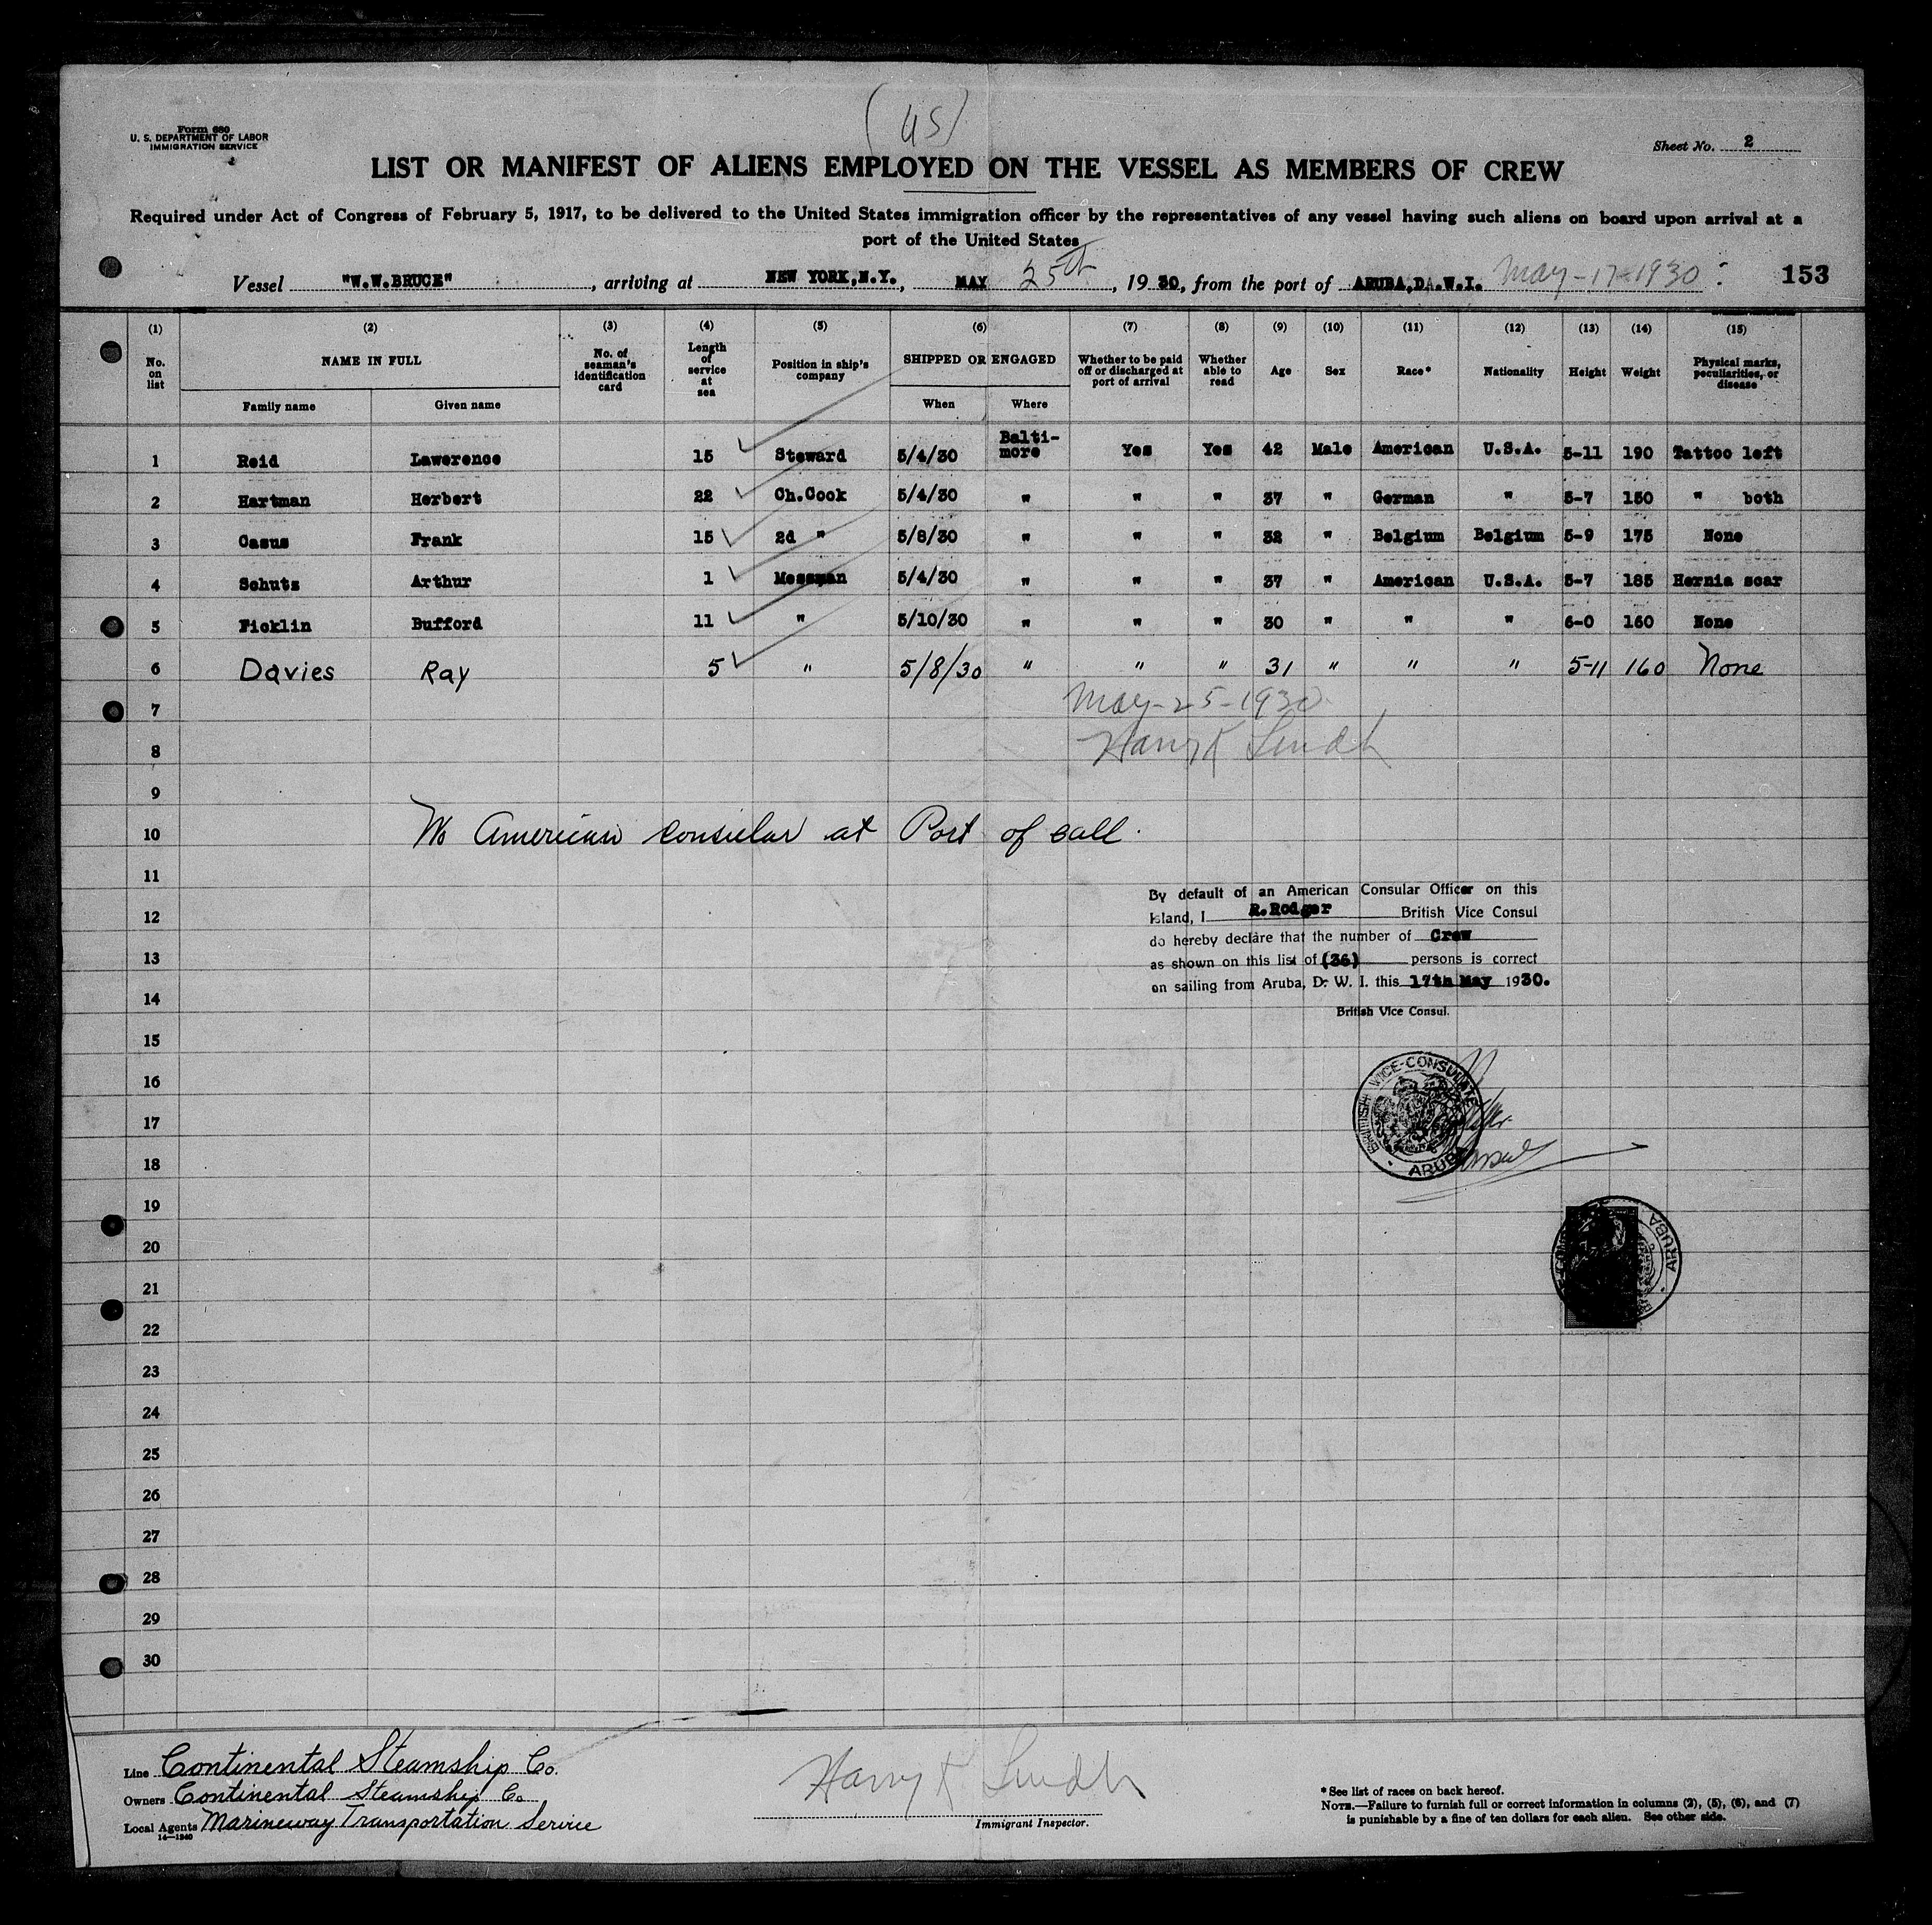 (US)
Form 680
U. S. DEPARTMENT OF LABOR
IMMIGRATION SERVICE
Sheet No. 2
LIST OR MANIFEST OF ALIENS EMPLOYED ON THE VESSEL AS MEMBERS OF CREW
Required under Act of Congress of February 5, 1917, to be delivered to the United States immigration officer by the representatives of any vessel having such aliens on board upon arrival at a
port of the United States
Vessel "W.W.BRUCE", arriving at NEW YORK,N.Y., MAY 25th, 1930, from the port of ARUBA,D.W.I. May-17-1930 : 153
(1) (2) (3) (4) (5) (6) (7) (8) (9) (10) (11) (12) (13) (14) (15)
No. on list NAME IN FULL No. of seaman's identification card Length of service at sea Position in ship's company SHIPPED OR ENGAGED Whether to be paid off or discharged at port of arrival Whether able to read Age Sex Race* Nationality Height Weight Physical marks, peculiarities, or disease
Family name Given name When Where
1 Reid Lawerence 15 Steward 5/4/30 Balti-more Yes Yes 42 Male American U.S.A. 5-11 190 Tattoo left
2 Hartman Herbert 22 Ch.Cook 5/4/30 " " " 37 " German " 5-7 150 " both
3 Casus Frank 15 2d " 5/8/30 " " " 32 " Belgium Belgium 5-9 175 None
4 Schutz Arthur 1 Messman 5/4/30 " " " 37 " American U.S.A. 5-7 185 Hernia scar
5 Ficklin Bufford 11 " 5/10/30 " " " 30 " " " 6-0 160 None
6 Davies Ray 5 " 5/8/30 " " " 31 " " " 5-11 160 None
7 May-25-1930
8 Harry K Lindh
9
10 No American consular at Port of call.
11
By default of an American Consular Officer on this
12 Island, I R.Rodger British Vice Consul
do hereby declare that the number of Crew
13 as shown on this list of (36) persons is correct
on sailing from Aruba, D. W. I. this 17th May 1930.
14
British Vice Consul.
15
16
BRITISH VICE-CONSULATE
17
ARUBA
18
19
ARUBA
20
21
22
23
24
25
26
27
28
29
30
Line Continental Steamship Co.
Owners Continental Steamship Co
Local Agents Marineway Transportation Service
14—1240
Harry K Lindh
Immigrant Inspector.
* See list of races on back hereof.
NOTE.—Failure to furnish full or correct information in columns (2), (5), (6), and (7)
is punishable by a fine of ten dollars for each alien. See other side.